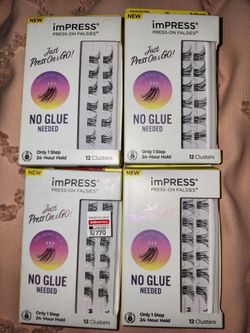 NEW
imPRESS®
PRESS-ON FALSIES®
Just
Press On & GO!
NO GLUE
NEEDED
Only 1 Step
24-Hour Hold
12 Clusters
NEW
imPRESS®
PRESS-ON FALSIES®
Just
Press On & GO!
NO GLUE
NEEDED
Only 1 Step
24-Hour Hold
12 Clusters
NEW
imPRESS®
PRESS-ON FALSIES®
Just
Press On & GO!
NO GLUE
NEEDED
Only 1 Step
24-Hour Hold
12 Clusters
NEW
imPRESS®
PRESS-ON FALSIES®
NO GLUE
NEEDED
Only 1 Step
24-Hour Hold
12 Clusters